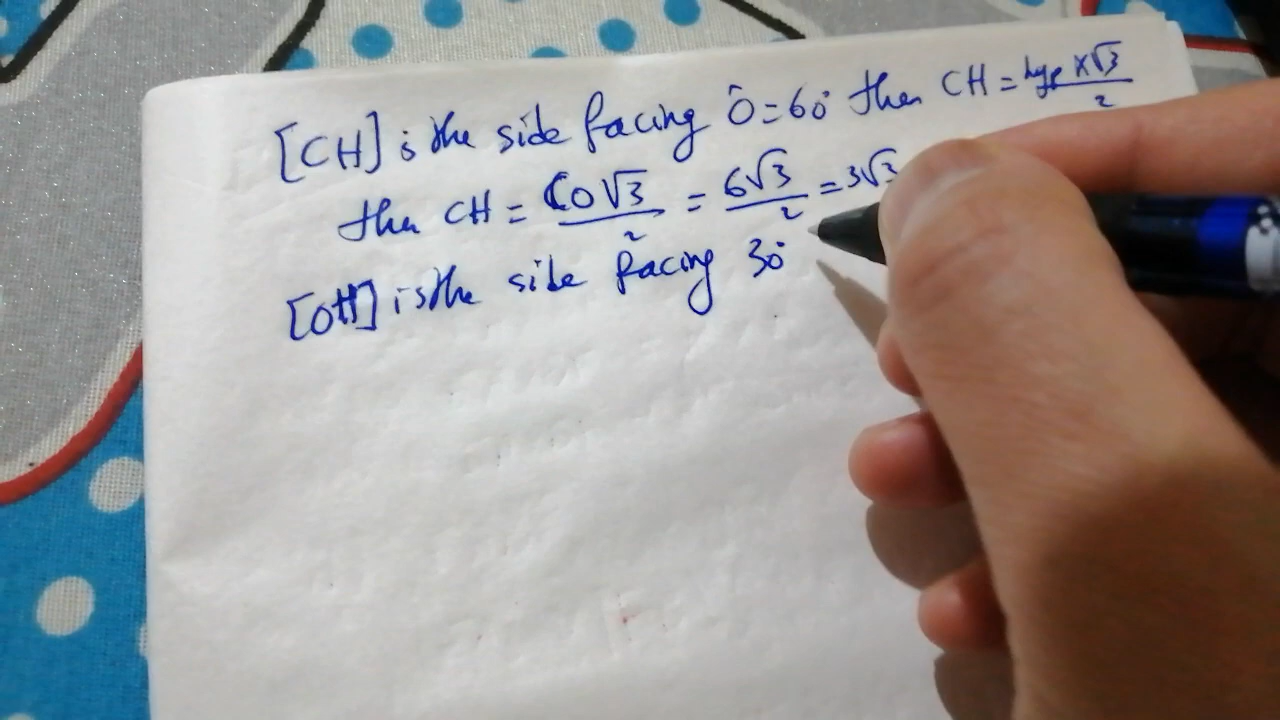 [CH] is the side facing Ô=60° then CH = hyp x√3/2
then CH = CO√3/2 = 6√3/2 = 3√3
[OH] is the side facing 30°